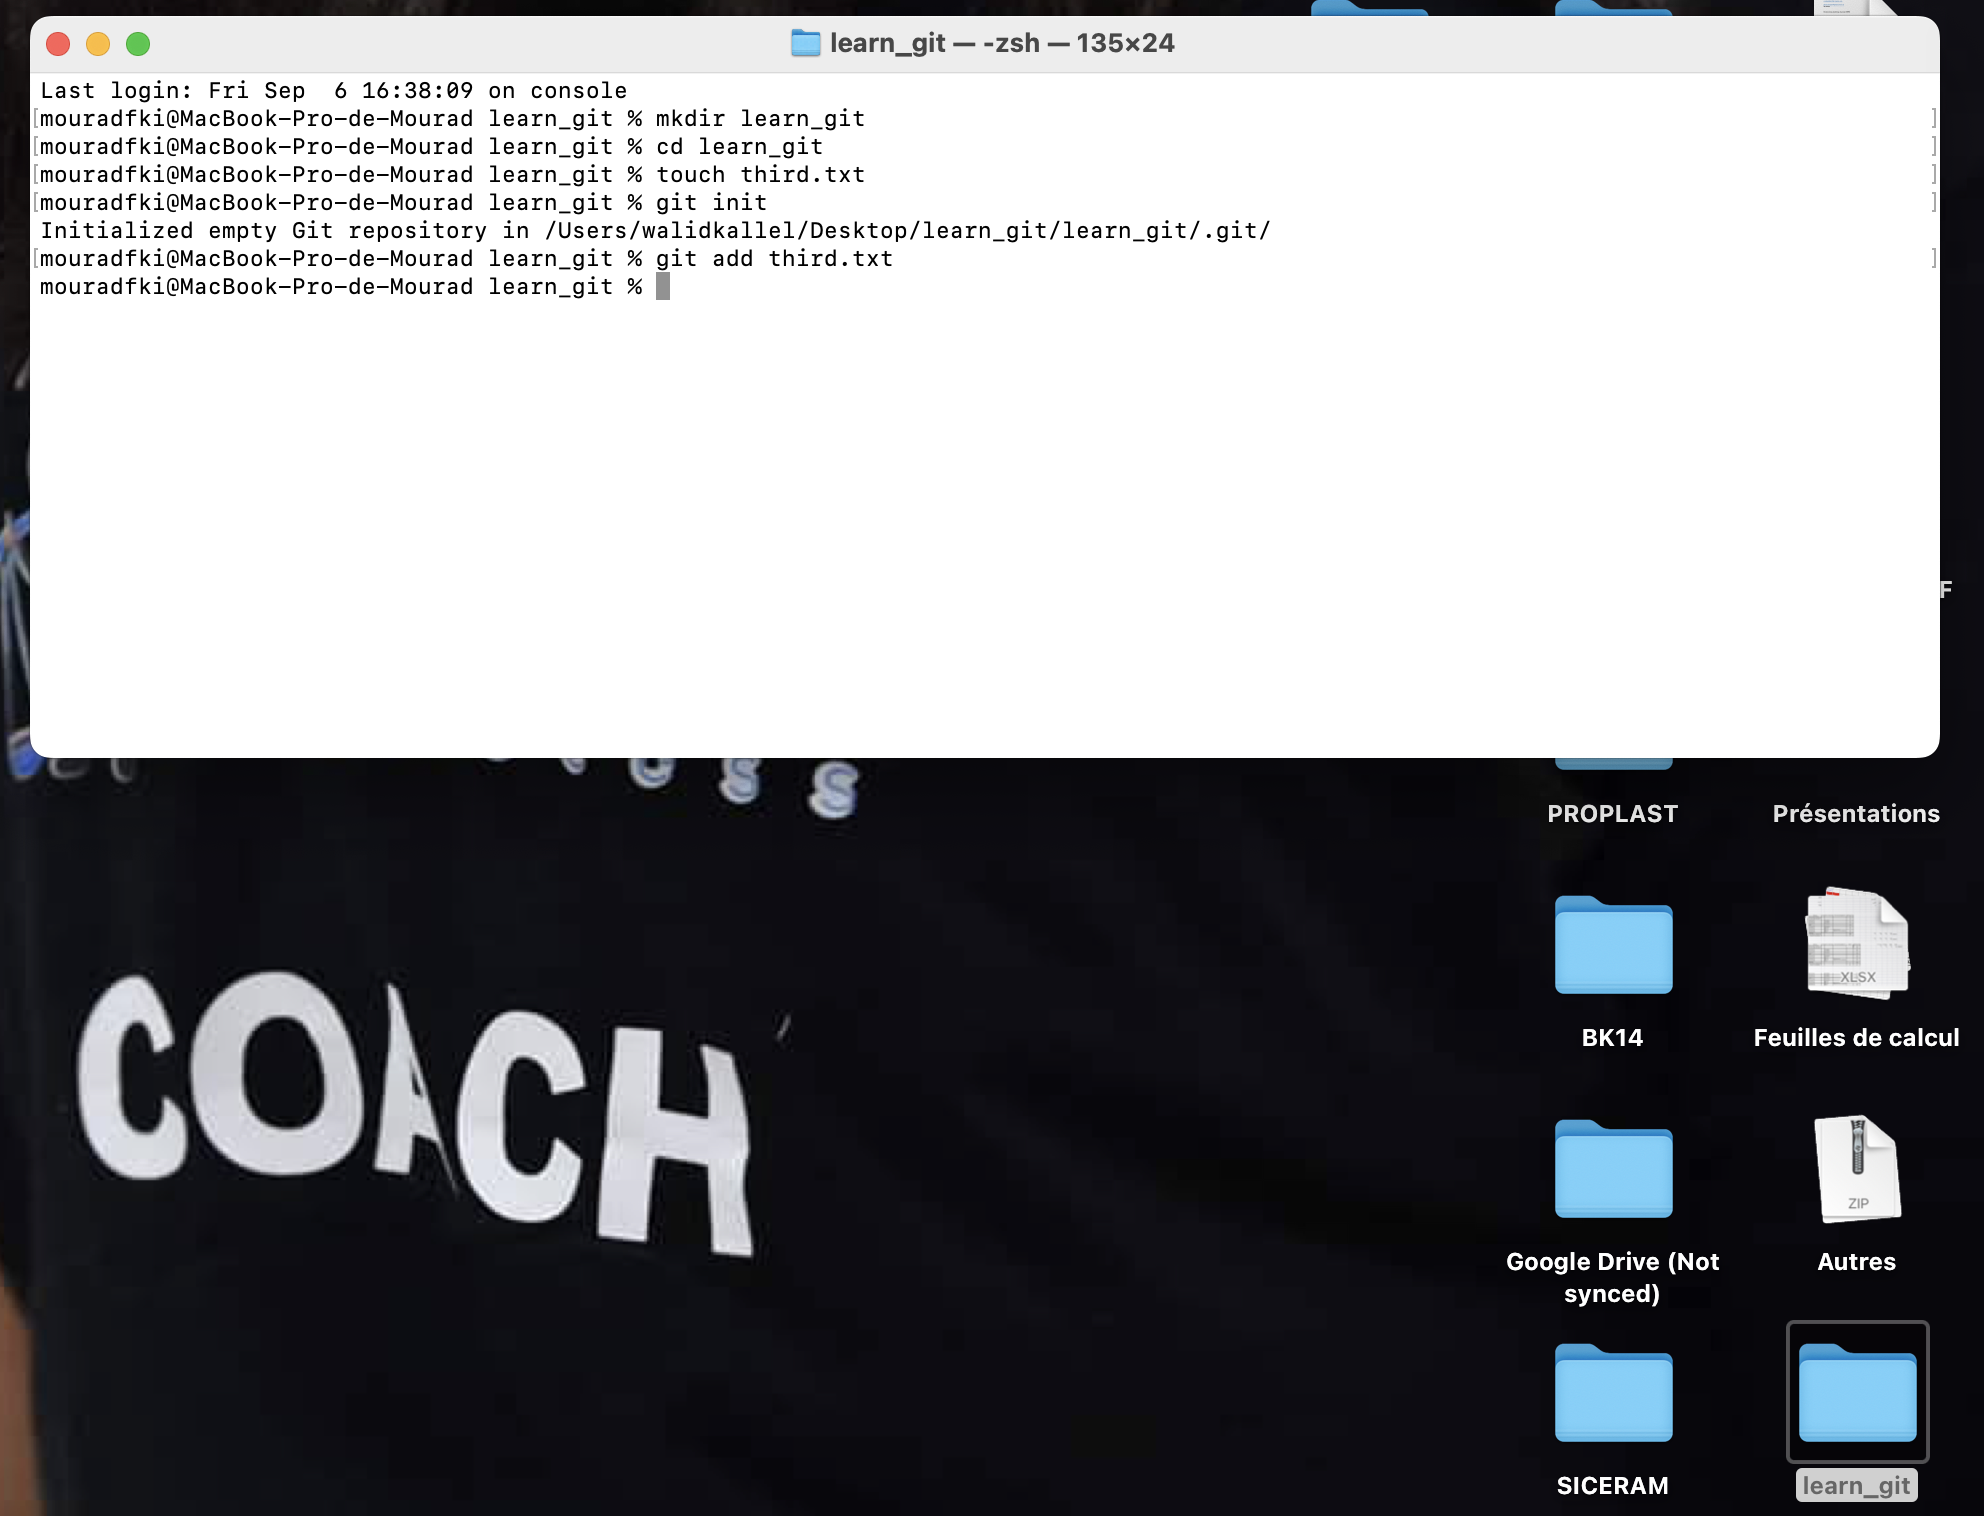 learn_git — -zsh — 135×24
Last login: Fri Sep  6 16:38:09 on console
[mouradfki@MacBook-Pro-de-Mourad learn_git % mkdir learn_git ]
[mouradfki@MacBook-Pro-de-Mourad learn_git % cd learn_git ]
[mouradfki@MacBook-Pro-de-Mourad learn_git % touch third.txt ]
[mouradfki@MacBook-Pro-de-Mourad learn_git % git init ]
Initialized empty Git repository in /Users/walidkallel/Desktop/learn_git/learn_git/.git/
[mouradfki@MacBook-Pro-de-Mourad learn_git % git add third.txt ]
mouradfki@MacBook-Pro-de-Mourad learn_git %
F
PROPLAST
Présentations
COACH
XLSX
BK14
Feuilles de calcul
ZIP
Google Drive (Not
synced)
Autres
SICERAM
learn_git